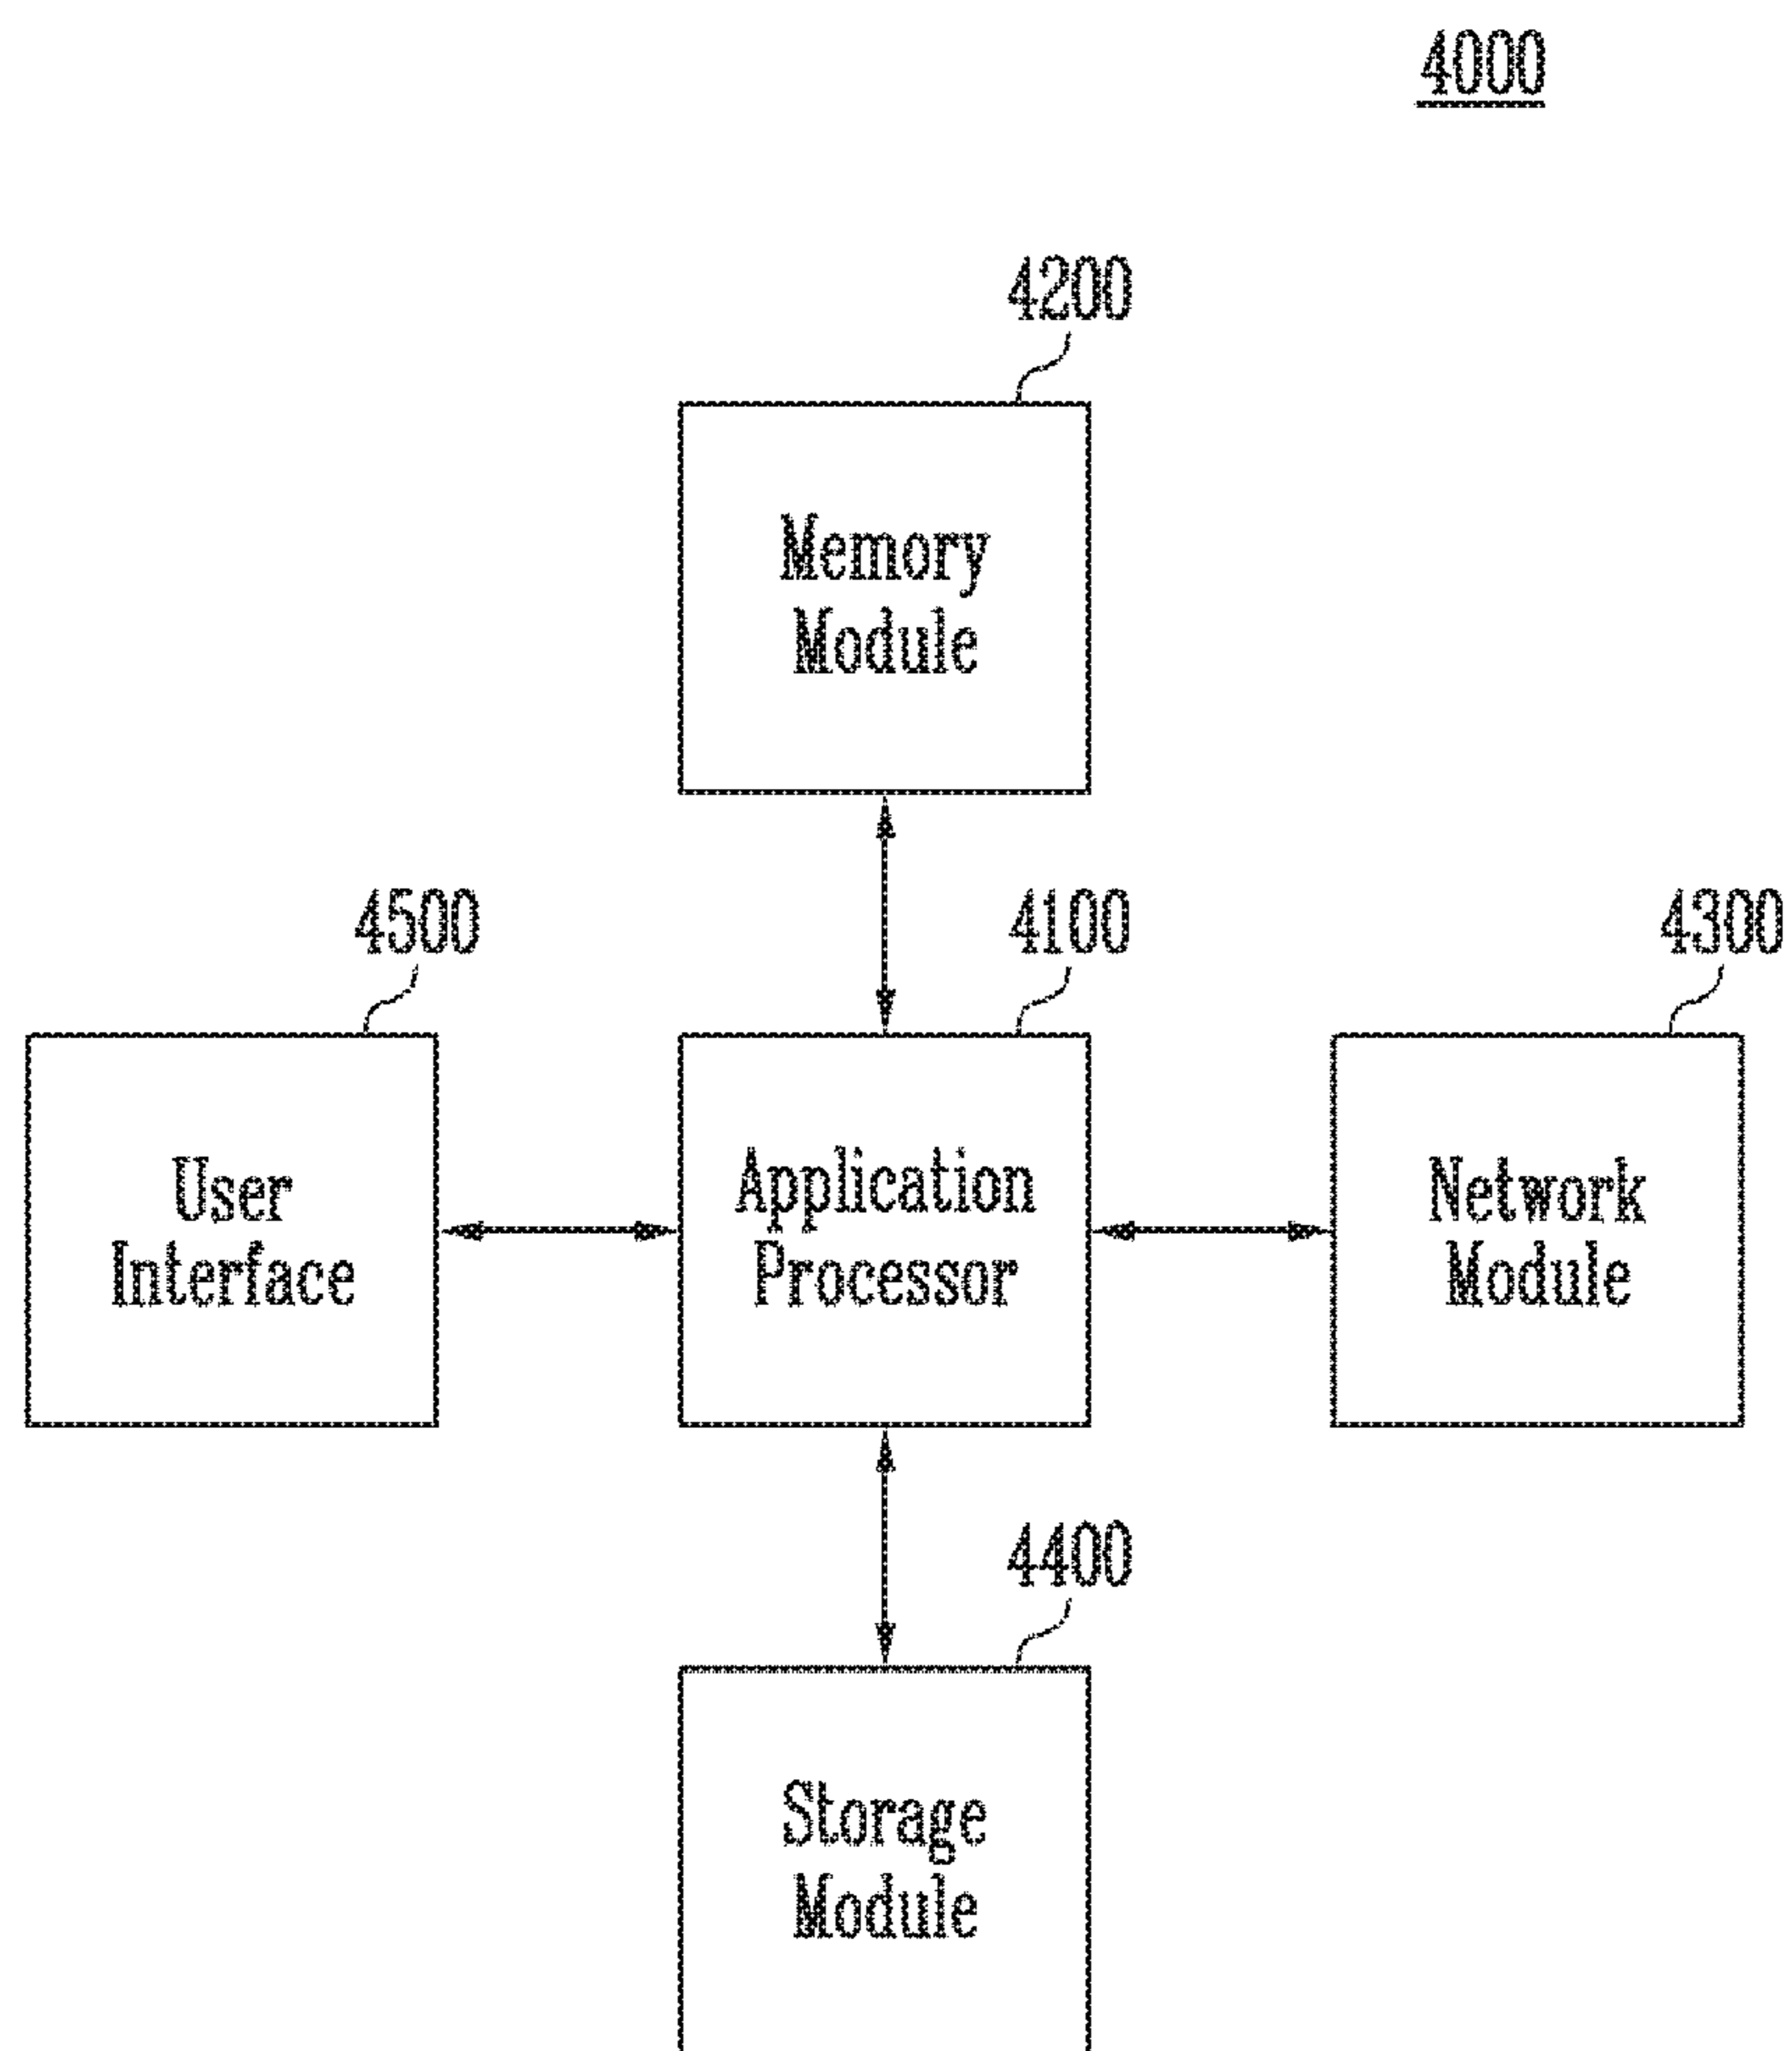 4000
4200
Memory
Module
4500
4100
4300
User
Interface
Application
Processor
Network
Module
4400
Storage
Module